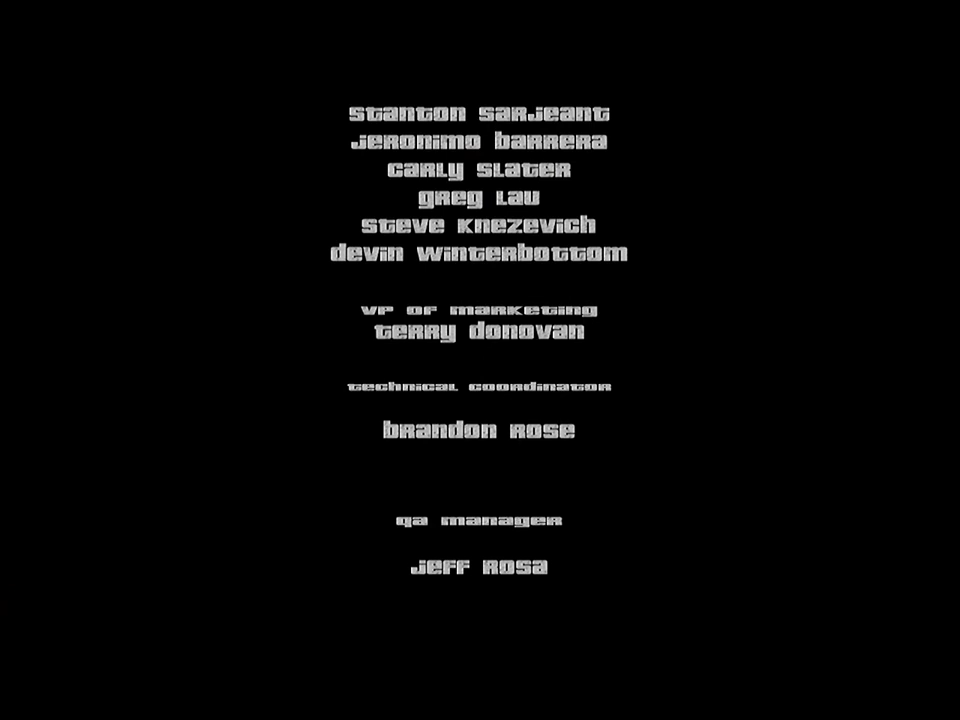 Stanton Sarjeant
Jeronimo Barrera
Carly Slater
Greg Lau
Steve Knezevich
Devin Winterbottom
VP of Marketing
Terry Donovan
Technical Coordinator
Brandon Rose
QA Manager
Jeff Rosa